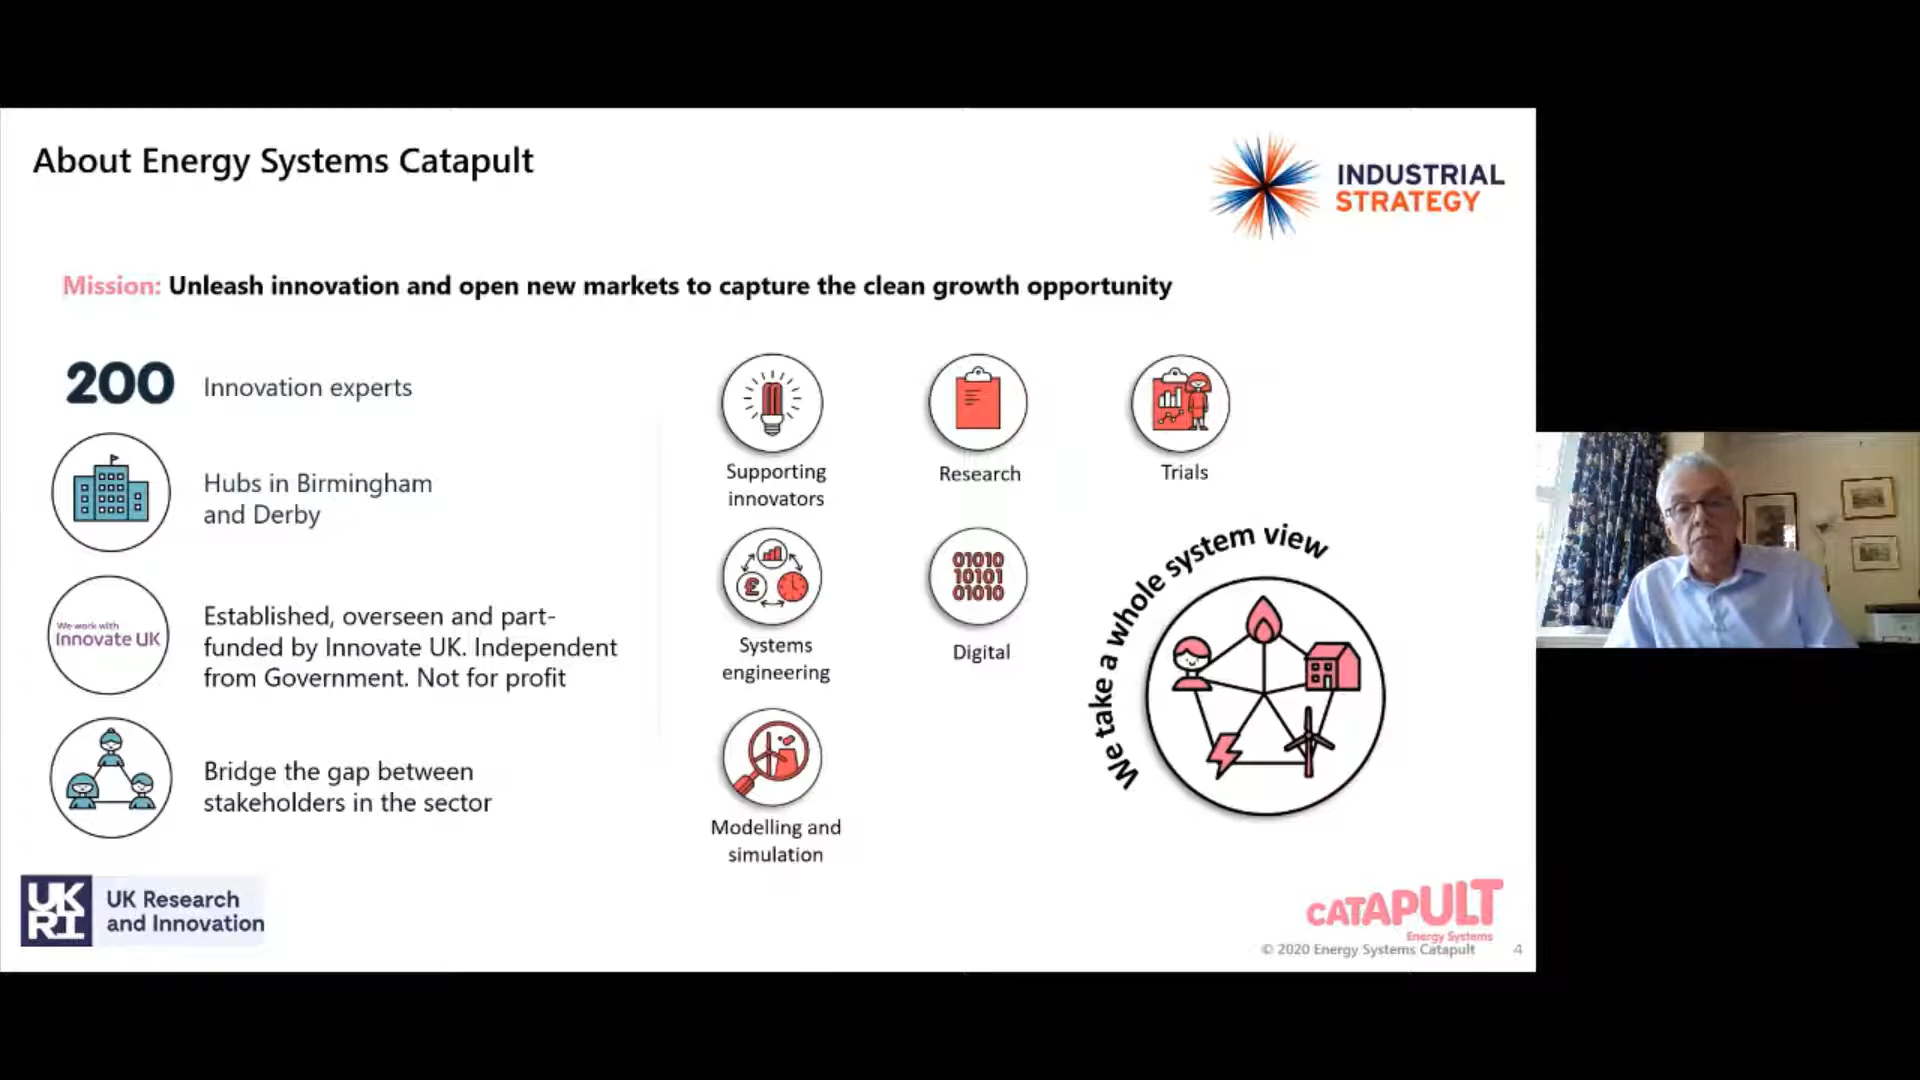 About Energy Systems Catapult
INDUSTRIAL
STRATEGY
Mission: Unleash innovation and open new markets to capture the clean growth opportunity
200
Innovation experts
Hubs in Birmingham
and Derby
We work with
Innovate UK
Established, overseen and part-
funded by Innovate UK. Independent
from Government. Not for profit
Bridge the gap between
stakeholders in the sector
Supporting
innovators
Research
Trials
£
Systems
engineering
01010
10101
01010
Digital
Modelling and
simulation
We take a whole system view
UK
RI
UK Research
and Innovation
CATAPULT
Energy Systems
© 2020 Energy Systems Catapult
4